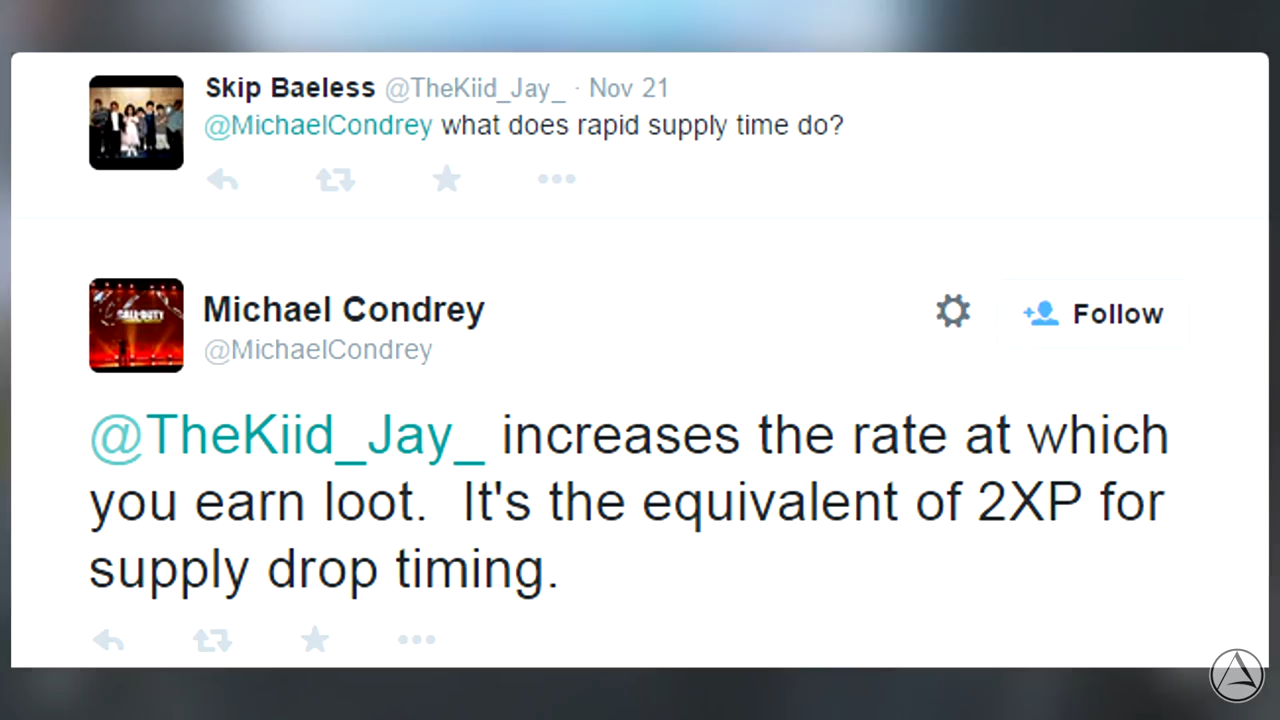 Skip Baeless @TheKiid_Jay_ · Nov 21
@MichaelCondrey what does rapid supply time do?
Michael Condrey
Follow
@MichaelCondrey
@TheKiid_Jay_ increases the rate at which
you earn loot.  It's the equivalent of 2XP for
supply drop timing.